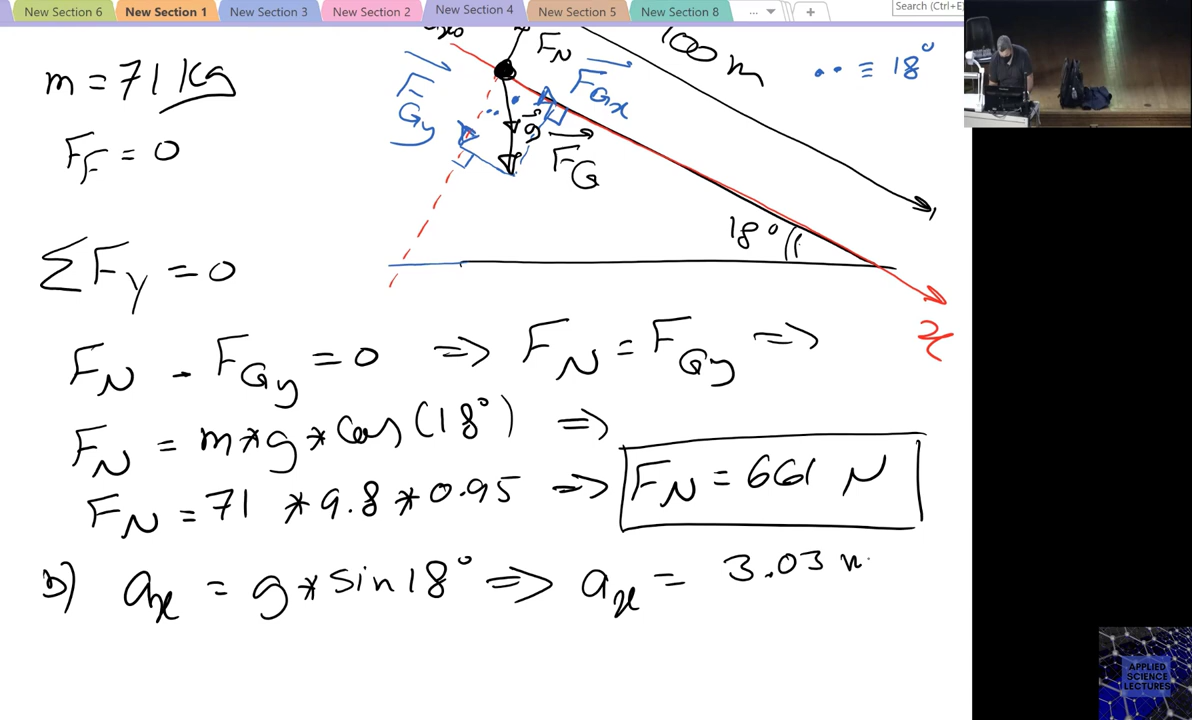 New Section 6 New Section 1 New Section 3 New Section 2 New Section 4 New Section 5 New Section 8 ... +
Search (Ctrl+E)
m = 71 Kg
F_F = 0
F_N
100 m
•• ≡ 18°
F_Gy
F_Gx
g
F_G
18°
x
ΣF_y = 0
F_N - F_Gy = 0 => F_N = F_Gy =>
F_N = m*g*Cos(18°) =>
F_N = 71 *9.8*0.95 => F_N = 661 N
b) a_x = g*sin18° => a_x = 3.03
APPLIED
SCIENCE
LECTURES